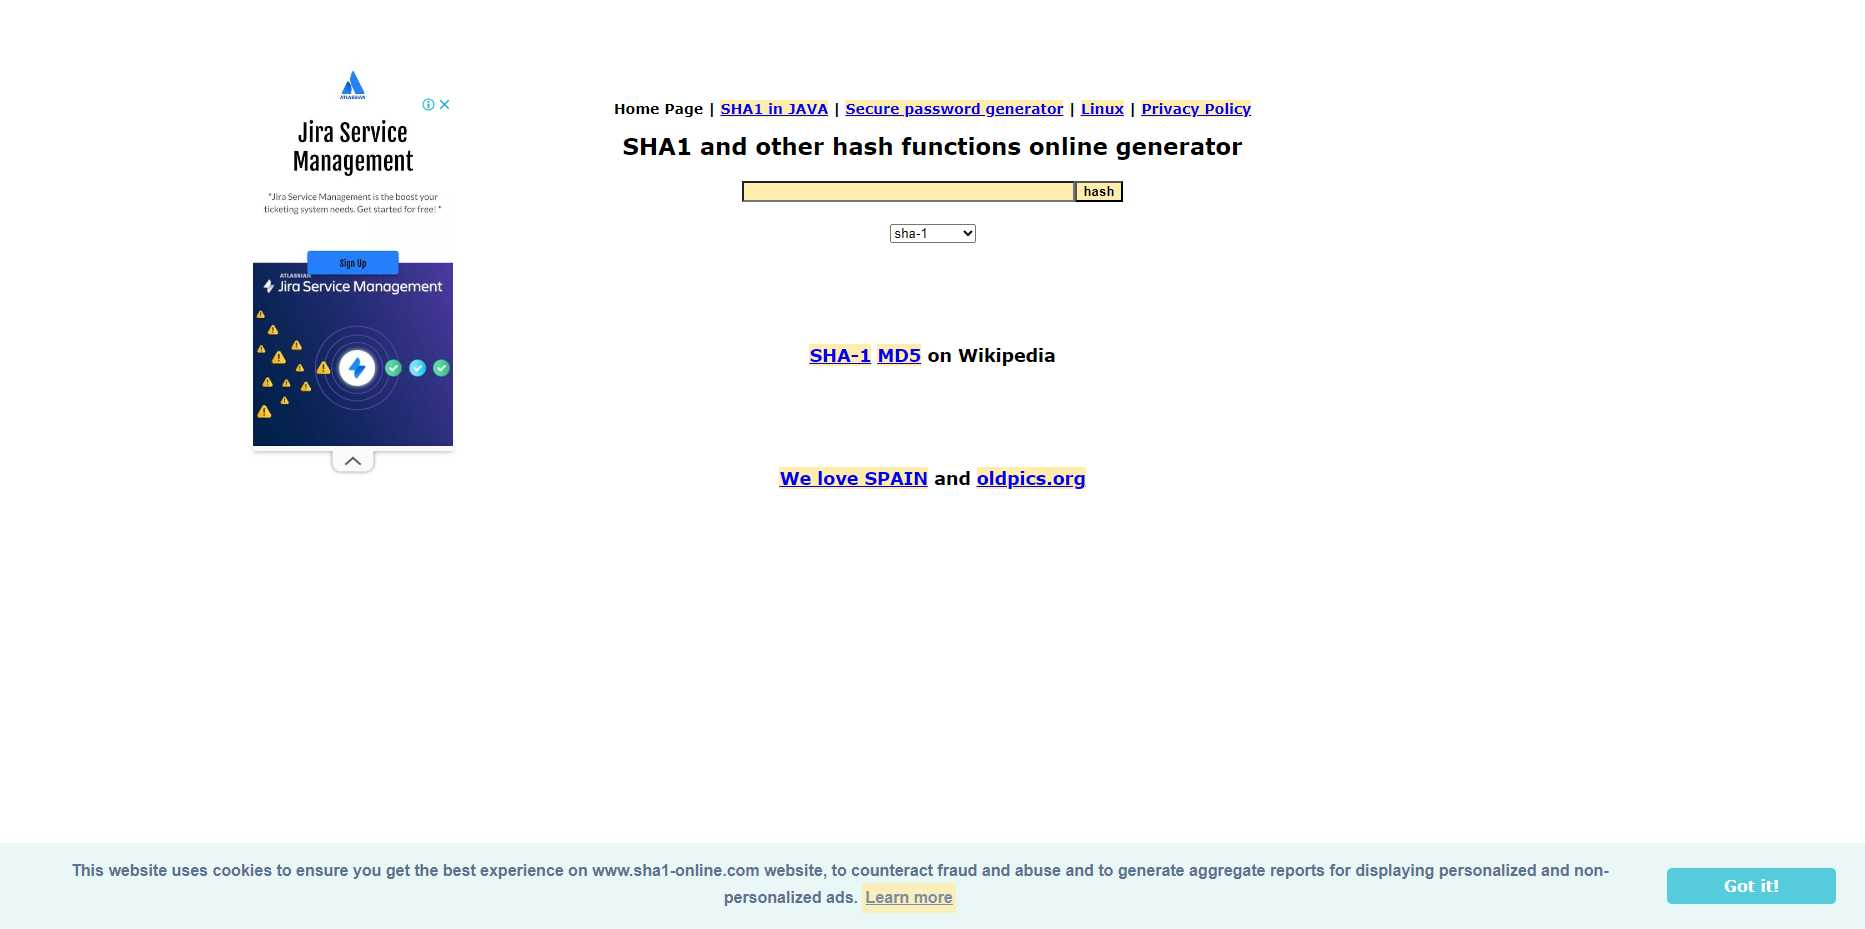 ATLASSIAN
Jira Service
Management
"Jira Service Management is the boost your
ticketing system needs. Get started for free! "
Sign Up
ATLASSIAN
Jira Service Management
Home Page | SHA1 in JAVA | Secure password generator | Linux | Privacy Policy
SHA1 and other hash functions online generator
hash
sha-1
SHA-1 MD5 on Wikipedia
We love SPAIN and oldpics.org
This website uses cookies to ensure you get the best experience on www.sha1-online.com website, to counteract fraud and abuse and to generate aggregate reports for displaying personalized and non-
personalized ads. Learn more
Got it!